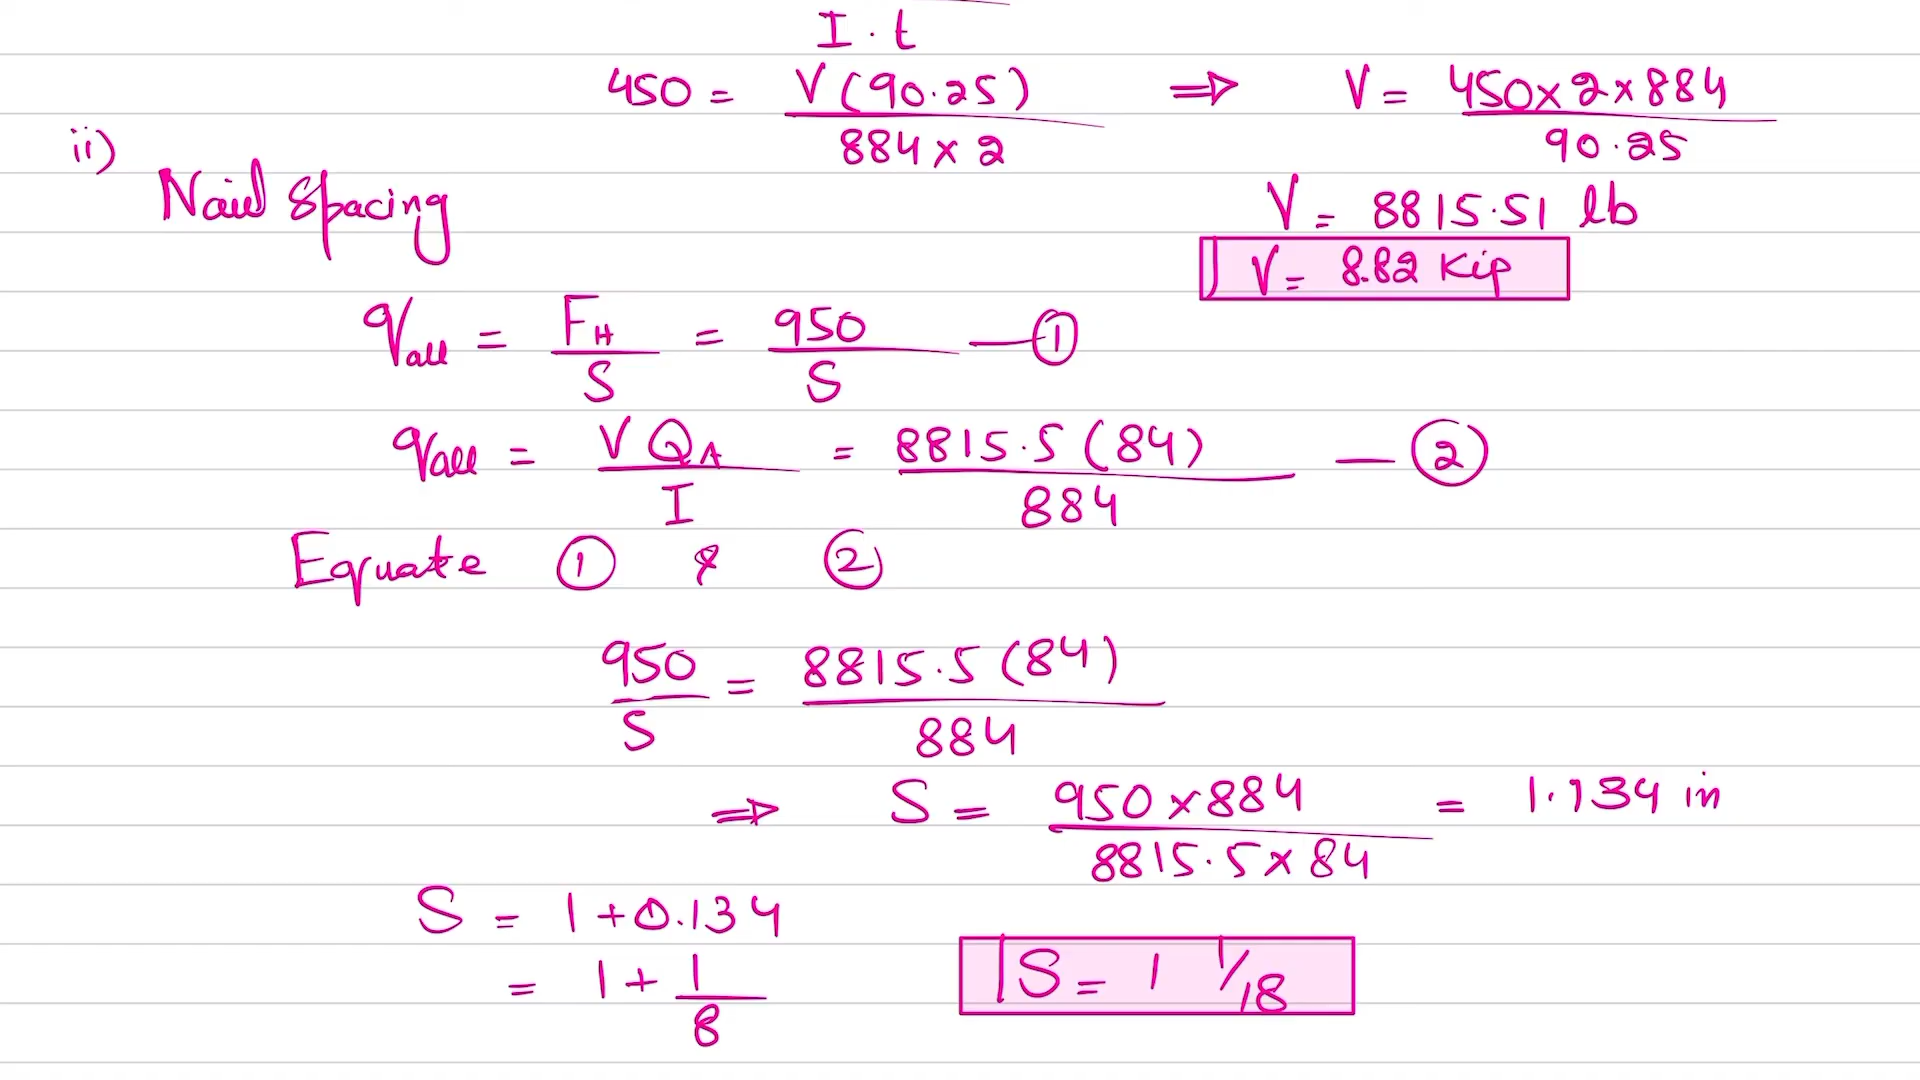 I . t
450 = V (90.25) / 884 x 2 ⇒ V = 450x2x884 / 90.25
ii) Nail Spacing
V = 8815.51 lb
V = 8.82 Kip
qall = FH / S = 950 / S — ①
qall = V QA / I = 8815.5 (84) / 884 — ②
Equate ① & ②
950 / S = 8815.5 (84) / 884
⇒ S = 950 x 884 / 8815.5 x 84 = 1.134 in
S = 1 + 0.134
= 1 + 1 / 8
S = 1 1/18